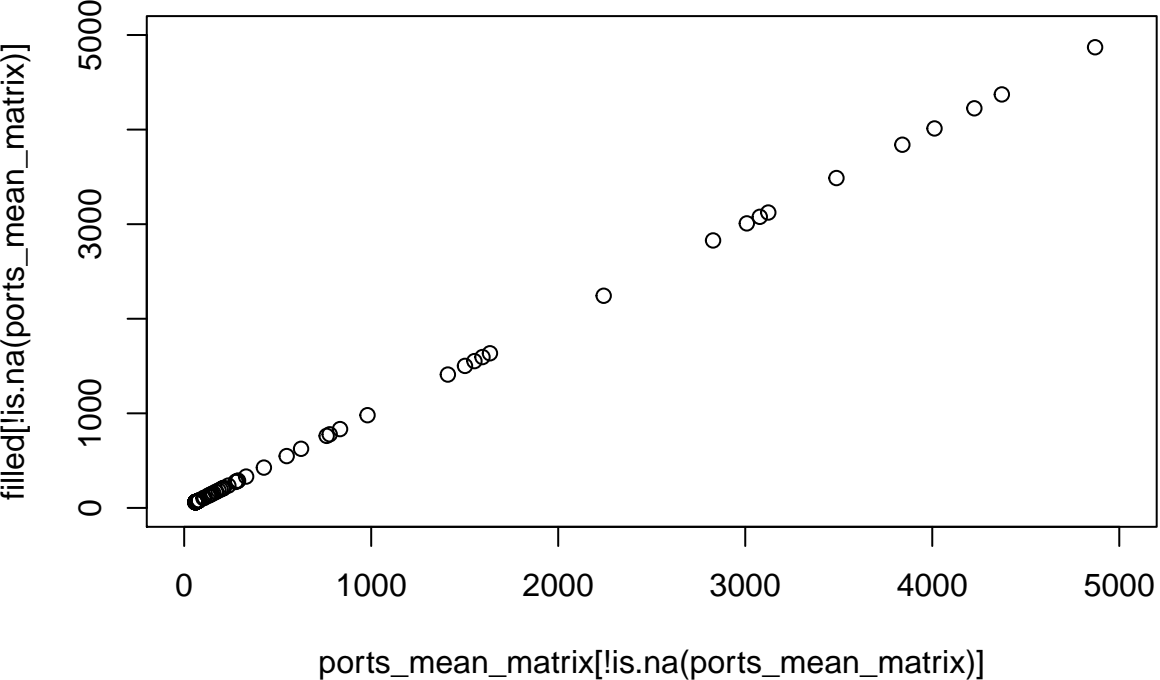 filled[!is.na(ports_mean_matrix)]
5000
3000
1000
0
0 1000 2000 3000 4000 5000
ports_mean_matrix[!is.na(ports_mean_matrix)]